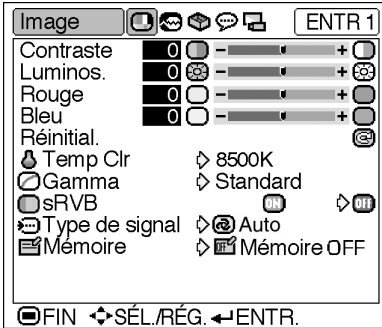 Image ENTR 1
Contraste 0 - +
Luminos. 0 - +
Rouge 0 - +
Bleu 0 - +
Réinitial.
Temp Clr 8500K
Gamma Standard
sRVB ON OFF
Type de signal Auto
Mémoire OFF Mémoire OFF
FIN SÉL./RÉG. ENTR.